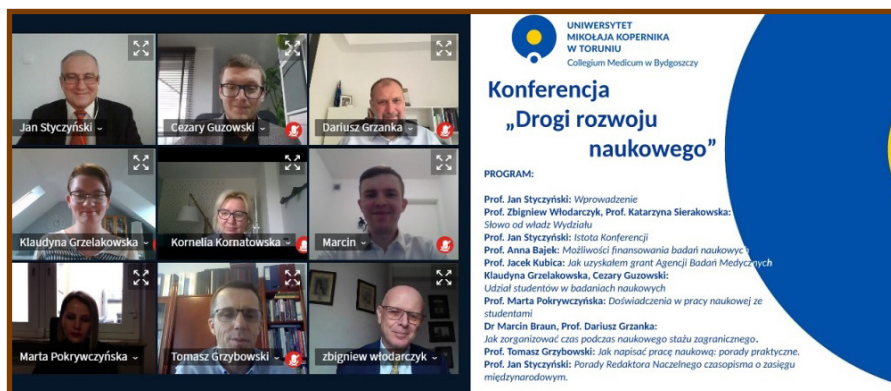 Jan Styczyński
Cezary Guzowski
Dariusz Grzanka
Klaudyna Grzelakowska
Kornelia Kornatowska
Marcin
Marta Pokrywczyńska
Tomasz Grzybowski
zbigniew włodarczyk
UNIWERSYTET
MIKOŁAJA KOPERNIKA
W TORUNIU
Collegium Medicum w Bydgoszczy
Konferencja
„Drogi rozwoju
naukowego”
PROGRAM:
Prof. Jan Styczyński: Wprowadzenie
Prof. Zbigniew Włodarczyk, Prof. Katarzyna Sierakowska:
Słowo od władz Wydziału
Prof. Jan Styczyński: Istota Konferencji
Prof. Anna Bajek: Możliwości finansowania badań naukowyc
Prof. Jacek Kubica: Jak uzyskałem grant Agencji Badań Medycznych
Klaudyna Grzelakowska, Cezary Guzowski:
Udział studentów w badaniach naukowych
Prof. Marta Pokrywczyńska: Doświadczenia w pracy naukowej ze
studentami
Dr Marcin Braun, Prof. Dariusz Grzanka:
Jak zorganizować czas podczas naukowego stażu zagranicznego.
Prof. Tomasz Grzybowski: Jak napisać pracę naukową: porady praktyczne.
Prof. Jan Styczyński: Porady Redaktora Naczelnego czasopisma o zasięgu
międzynarodowym.